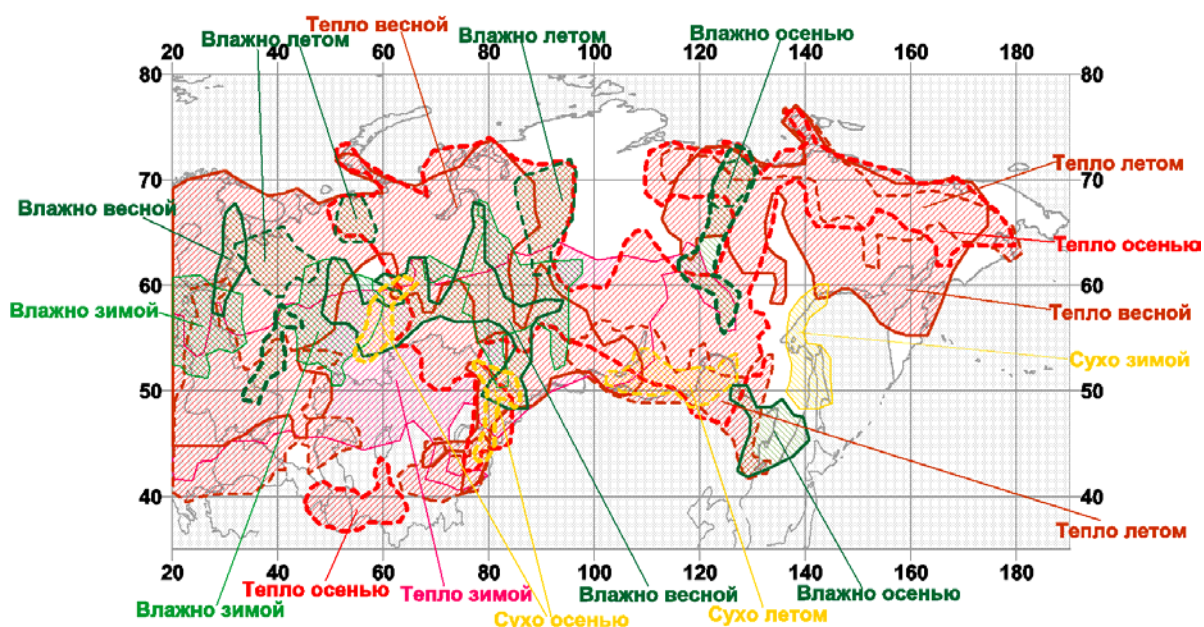 Тепло весной
Влажно летом
Влажно летом
Влажно осенью
20 40 60 80 100 120 140 160 180
80 80
Тепло летом
70 70
Влажно весной
Тепло осенью
60 60
Влажно зимой
Тепло весной
Сухо зимой
50 50
40 40
Тепло летом
20 40 60 80 100 120 140 160 180
Тепло осенью
Тепло зимой
Влажно весной
Влажно осенью
Влажно зимой
Сухо осенью
Сухо летом